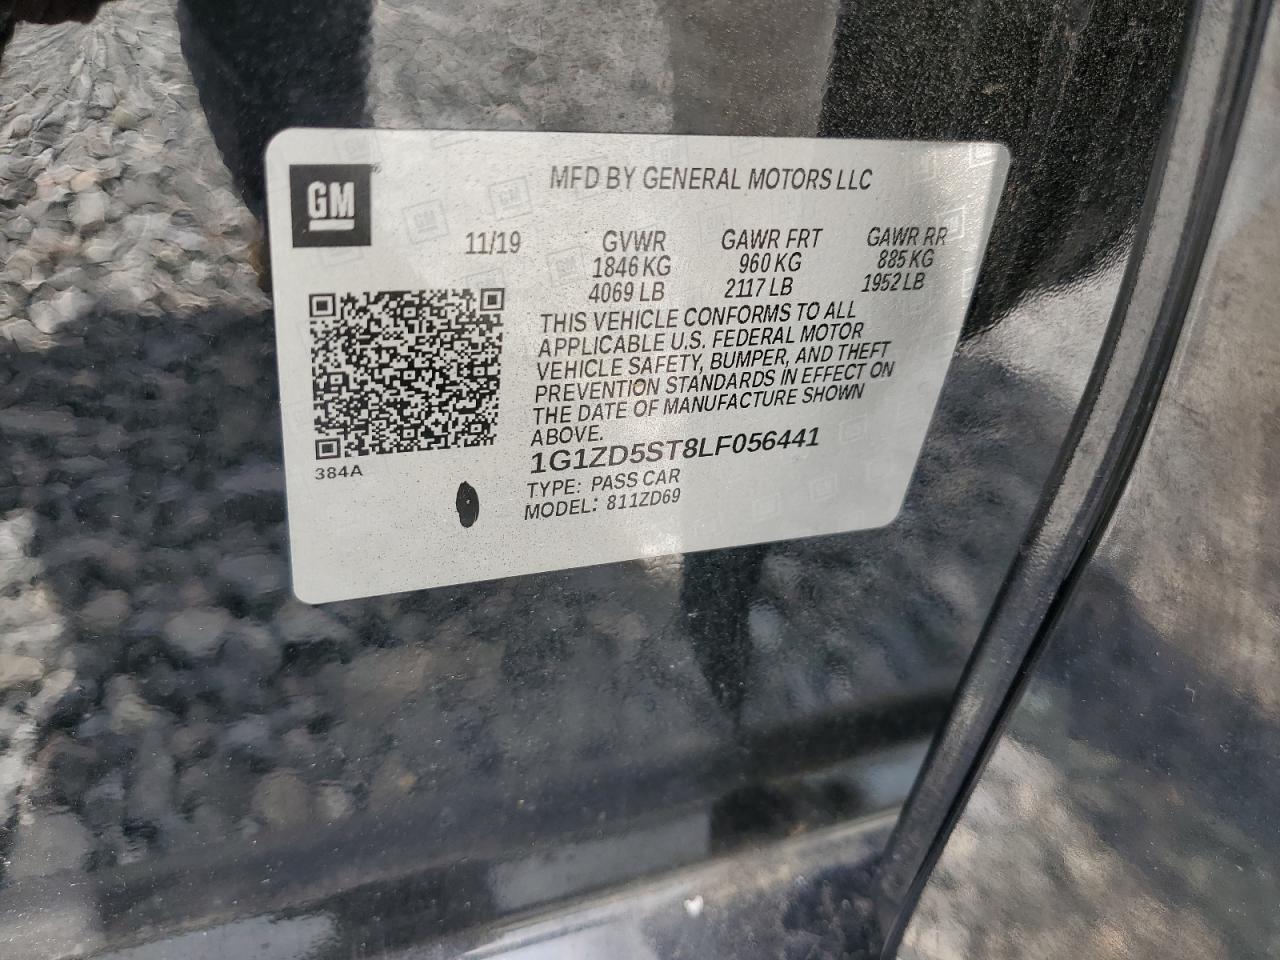 GM
MFD BY GENERAL MOTORS LLC
11/19 GVWR GAWR FRT GAWR RR
1846 KG 960 KG 885 KG
4069 LB 2117 LB 1952 LB
THIS VEHICLE CONFORMS TO ALL
APPLICABLE U.S. FEDERAL MOTOR
VEHICLE SAFETY, BUMPER, AND THEFT
PREVENTION STANDARDS IN EFFECT ON
THE DATE OF MANUFACTURE SHOWN
ABOVE.
1G1ZD5ST8LF056441
384A
TYPE: PASS CAR
MODEL: 811ZD69